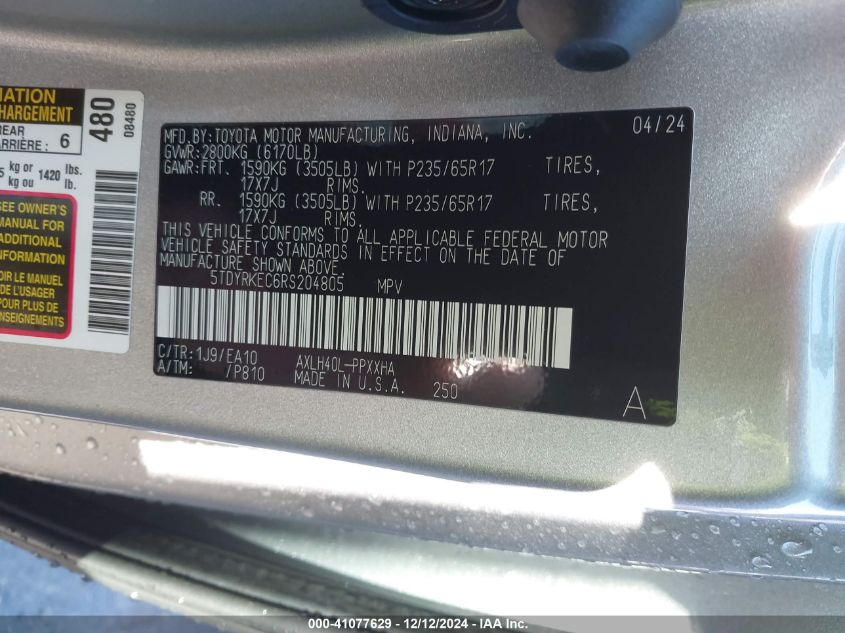 MATION
CHARGEMENT
REAR
ARRIÈRE: 6
5 kg or 1420 lbs.
kg ou lb.
480
08480
SEE OWNER'S
MANUAL FOR
ADDITIONAL
INFORMATION
OIR LE MANUEL
DE L'USAGER
POUR PLUS DE
NSEIGNEMENTS
MFD.BY:TOYOTA MOTOR MANUFACTURING, INDIANA, INC. 04/24
GVWR:2800KG (6170LB)
GAWR:FRT. 1590KG (3505LB) WITH P235/65R17 TIRES,
17X7J RIMS.
RR. 1590KG (3505LB) WITH P235/65R17 TIRES,
17X7J RIMS.
THIS VEHICLE CONFORMS TO ALL APPLICABLE FEDERAL MOTOR
VEHICLE SAFETY STANDARDS IN EFFECT ON THE DATE OF
MANUFACTURE SHOWN ABOVE.
5TDYRKEC6RS204805 MPV
C/TR:1J9/EA10 AXLH40L-PPXXHA
A/TM: /P810 MADE IN U.S.A. 250
A
000-41077629 - 12/12/2024 - IAA Inc.